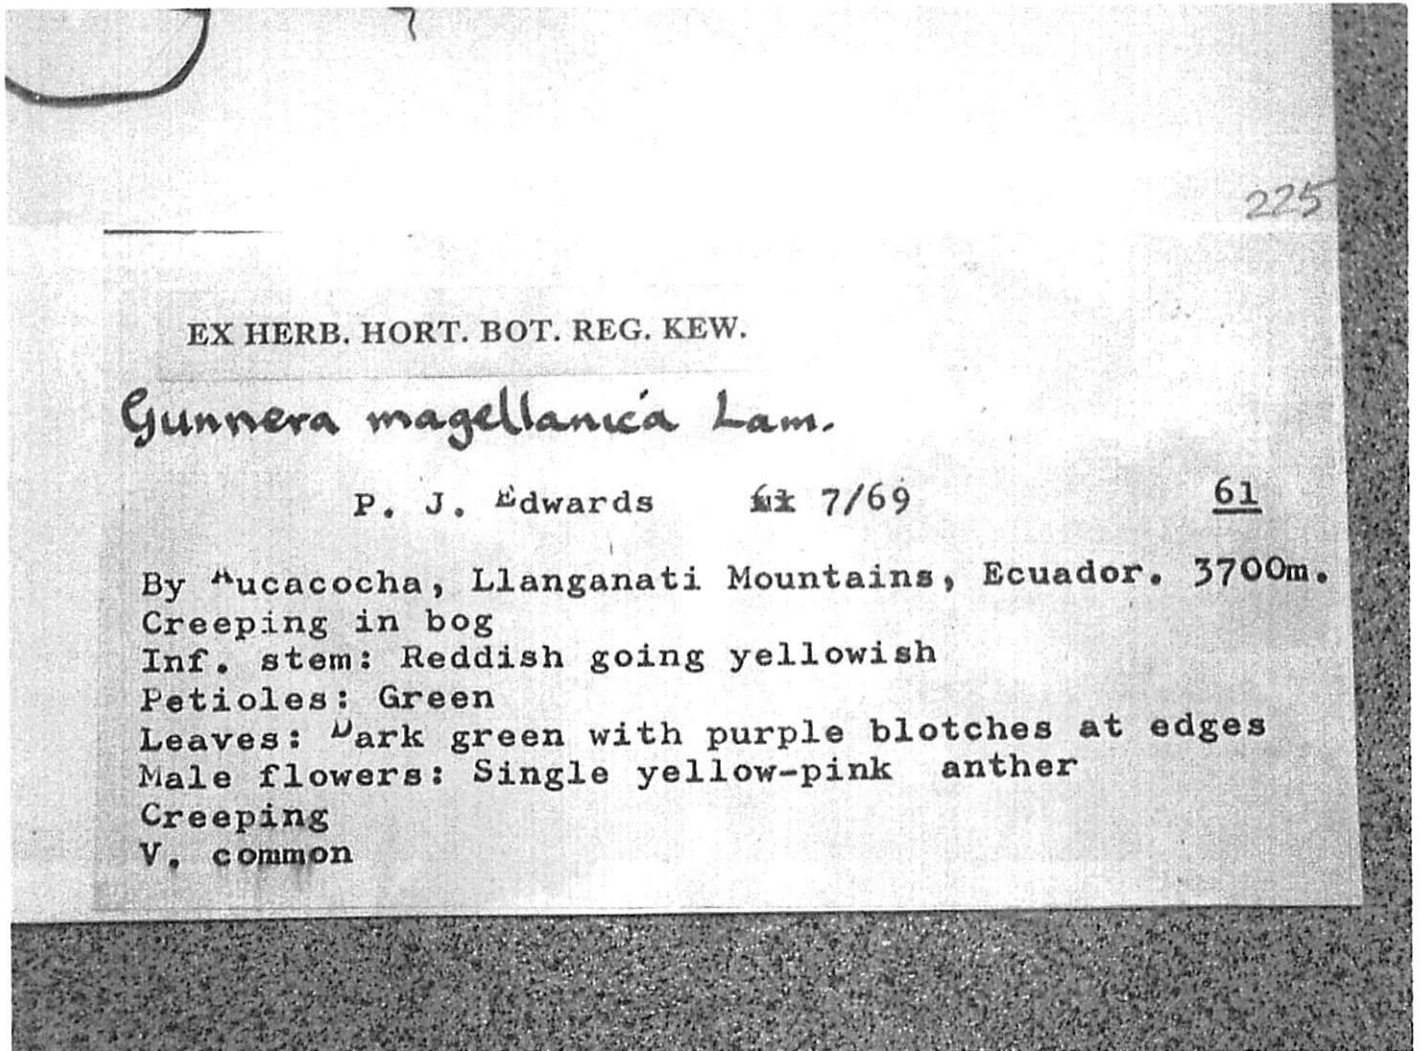 225
EX HERB. HORT. BOT. REG. KEW.
Gunnera magellanica Lam.
P. J. Edwards 7/69 61
By Aucacocha, Llanganati Mountains, Ecuador. 3700m.
Creeping in bog
Inf. stem: Reddish going yellowish
Petioles: Green
Leaves: Dark green with purple blotches at edges
Male flowers: Single yellow-pink anther
Creeping
V. common